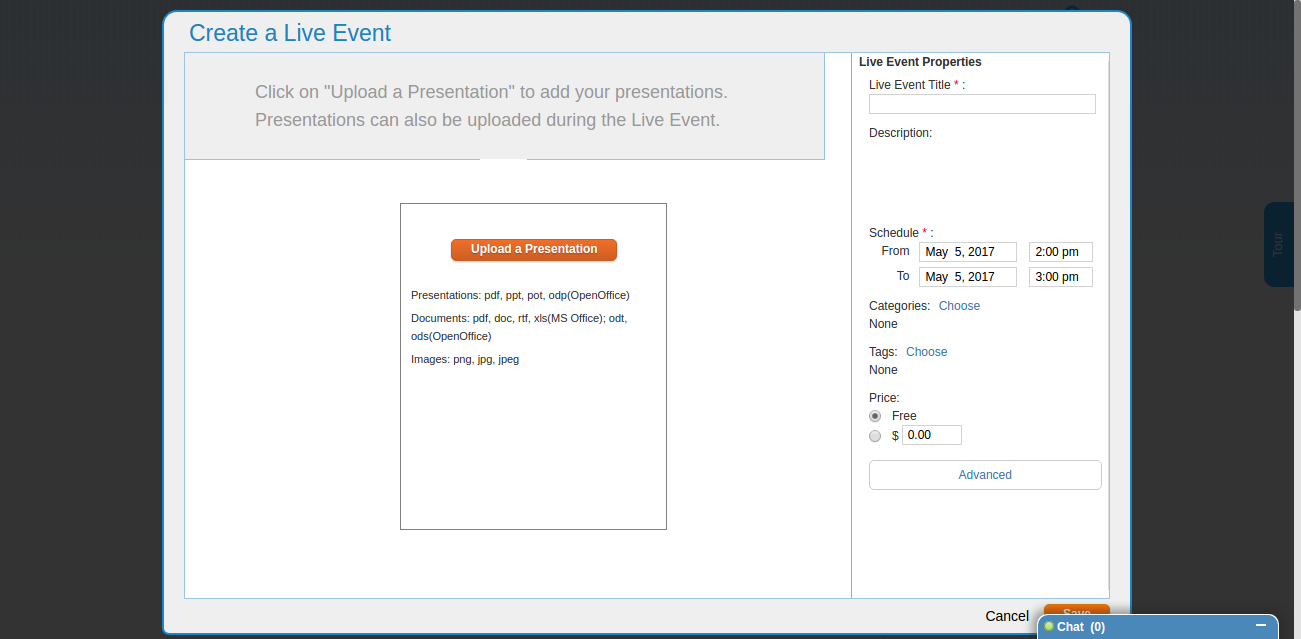 Create a Live Event
Click on "Upload a Presentation" to add your presentations.
Presentations can also be uploaded during the Live Event.
Upload a Presentation
Presentations: pdf, ppt, pot, odp(OpenOffice)
Documents: pdf, doc, rtf, xls(MS Office); odt,
ods(OpenOffice)
Images: png, jpg, jpeg
Live Event Properties
Live Event Title * :
Description:
Schedule * :
From May 5, 2017 2:00 pm
To May 5, 2017 3:00 pm
Categories: Choose
None
Tags: Choose
None
Price:
Free
$ 0.00
Advanced
Cancel Save
Chat (0)
Tour